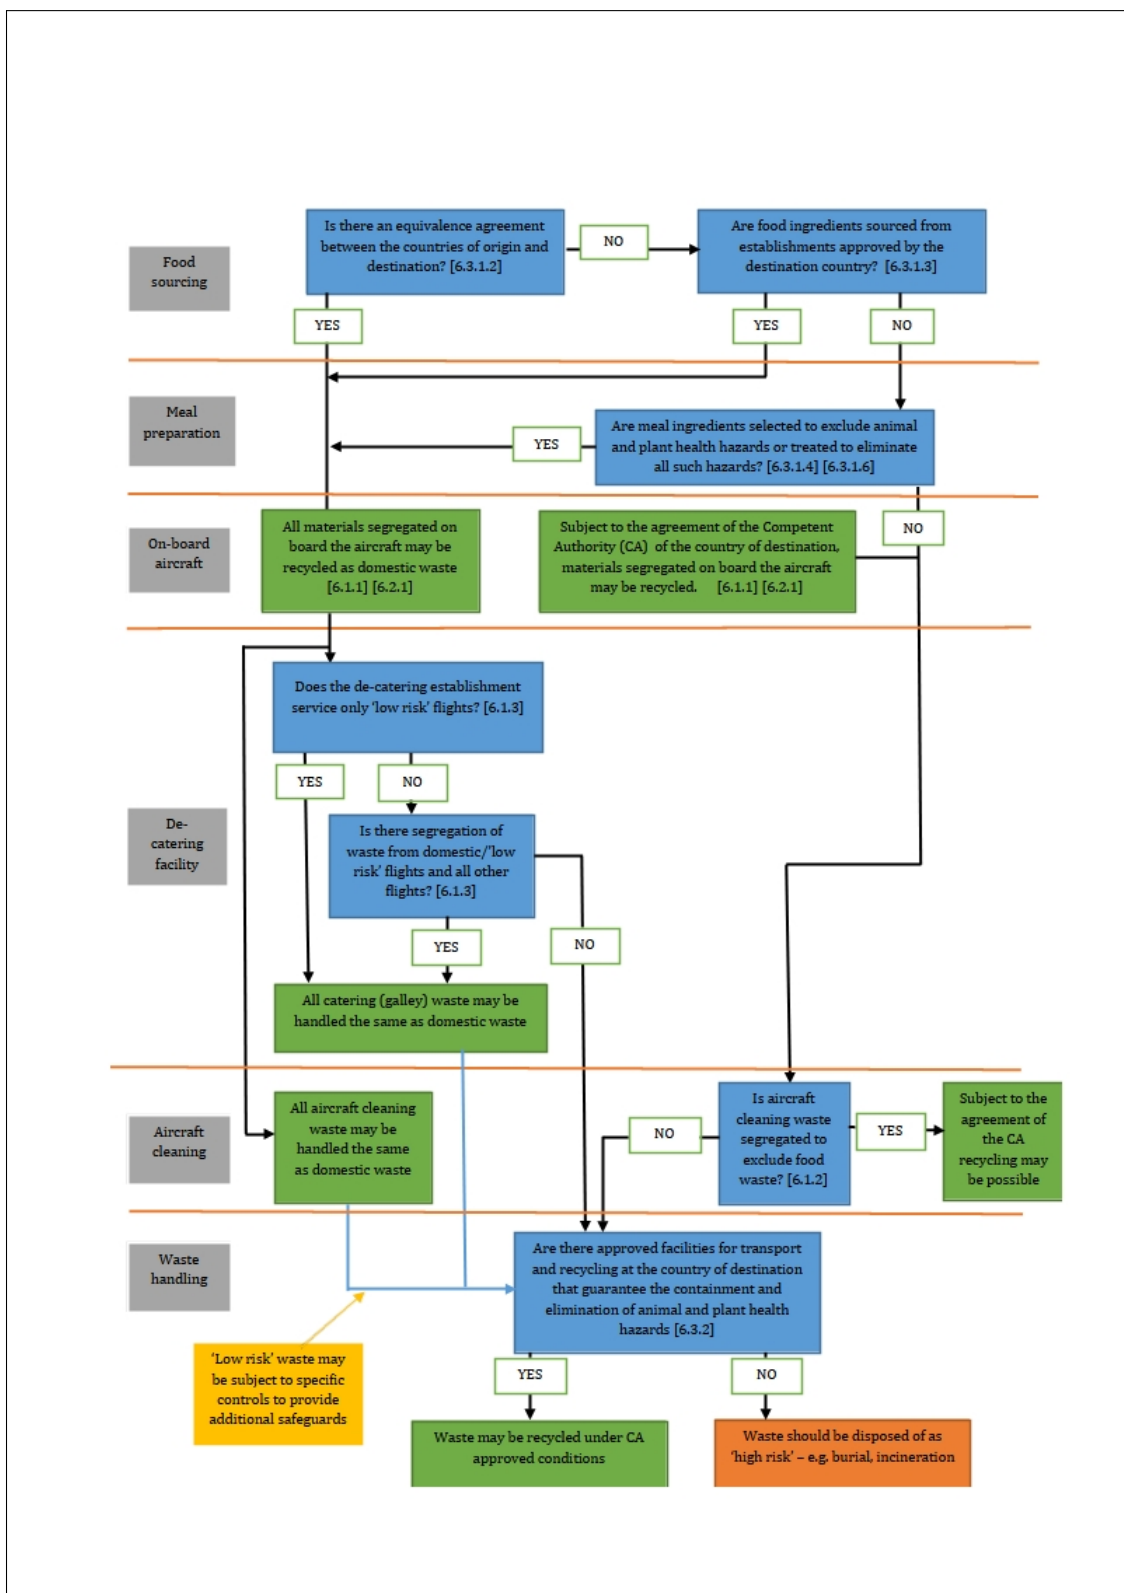 Is there an equivalence agreement
between the countries of origin and
destination? [6.3.1.2]
NO
Are food ingredients sourced from
establishments approved by the
destination country? [6.3.1.3]
Food
sourcing
YES
YES
NO
Meal
preparation
YES
Are meal ingredients selected to exclude animal
and plant health hazards or treated to eliminate
all such hazards? [6.3.1.4] [6.3.1.6]
On-board
aircraft
All materials segregated on
board the aircraft may be
recycled as domestic waste
[6.1.1] [6.2.1]
Subject to the agreement of the Competent
Authority (CA) of the country of destination,
materials segregated on board the aircraft
may be recycled. [6.1.1] [6.2.1]
NO
Does the de-catering establishment
service only ‘low risk’ flights? [6.1.3]
YES
NO
De-
catering
facility
Is there segregation of
waste from domestic/’low
risk’ flights and all other
flights? [6.1.3]
YES
NO
All catering (galley) waste may be
handled the same as domestic waste
Aircraft
cleaning
All aircraft cleaning
waste may be
handled the same
as domestic waste
NO
Is aircraft
cleaning waste
segregated to
exclude food
waste? [6.1.2]
YES
Subject to the
agreement of
the CA
recycling may
be possible
Waste
handling
Are there approved facilities for transport
and recycling at the country of destination
that guarantee the containment and
elimination of animal and plant health
hazards [6.3.2]
‘Low risk’ waste may
be subject to specific
controls to provide
additional safeguards
YES
NO
Waste may be recycled under CA
approved conditions
Waste should be disposed of as
‘high risk’ – e.g. burial, incineration